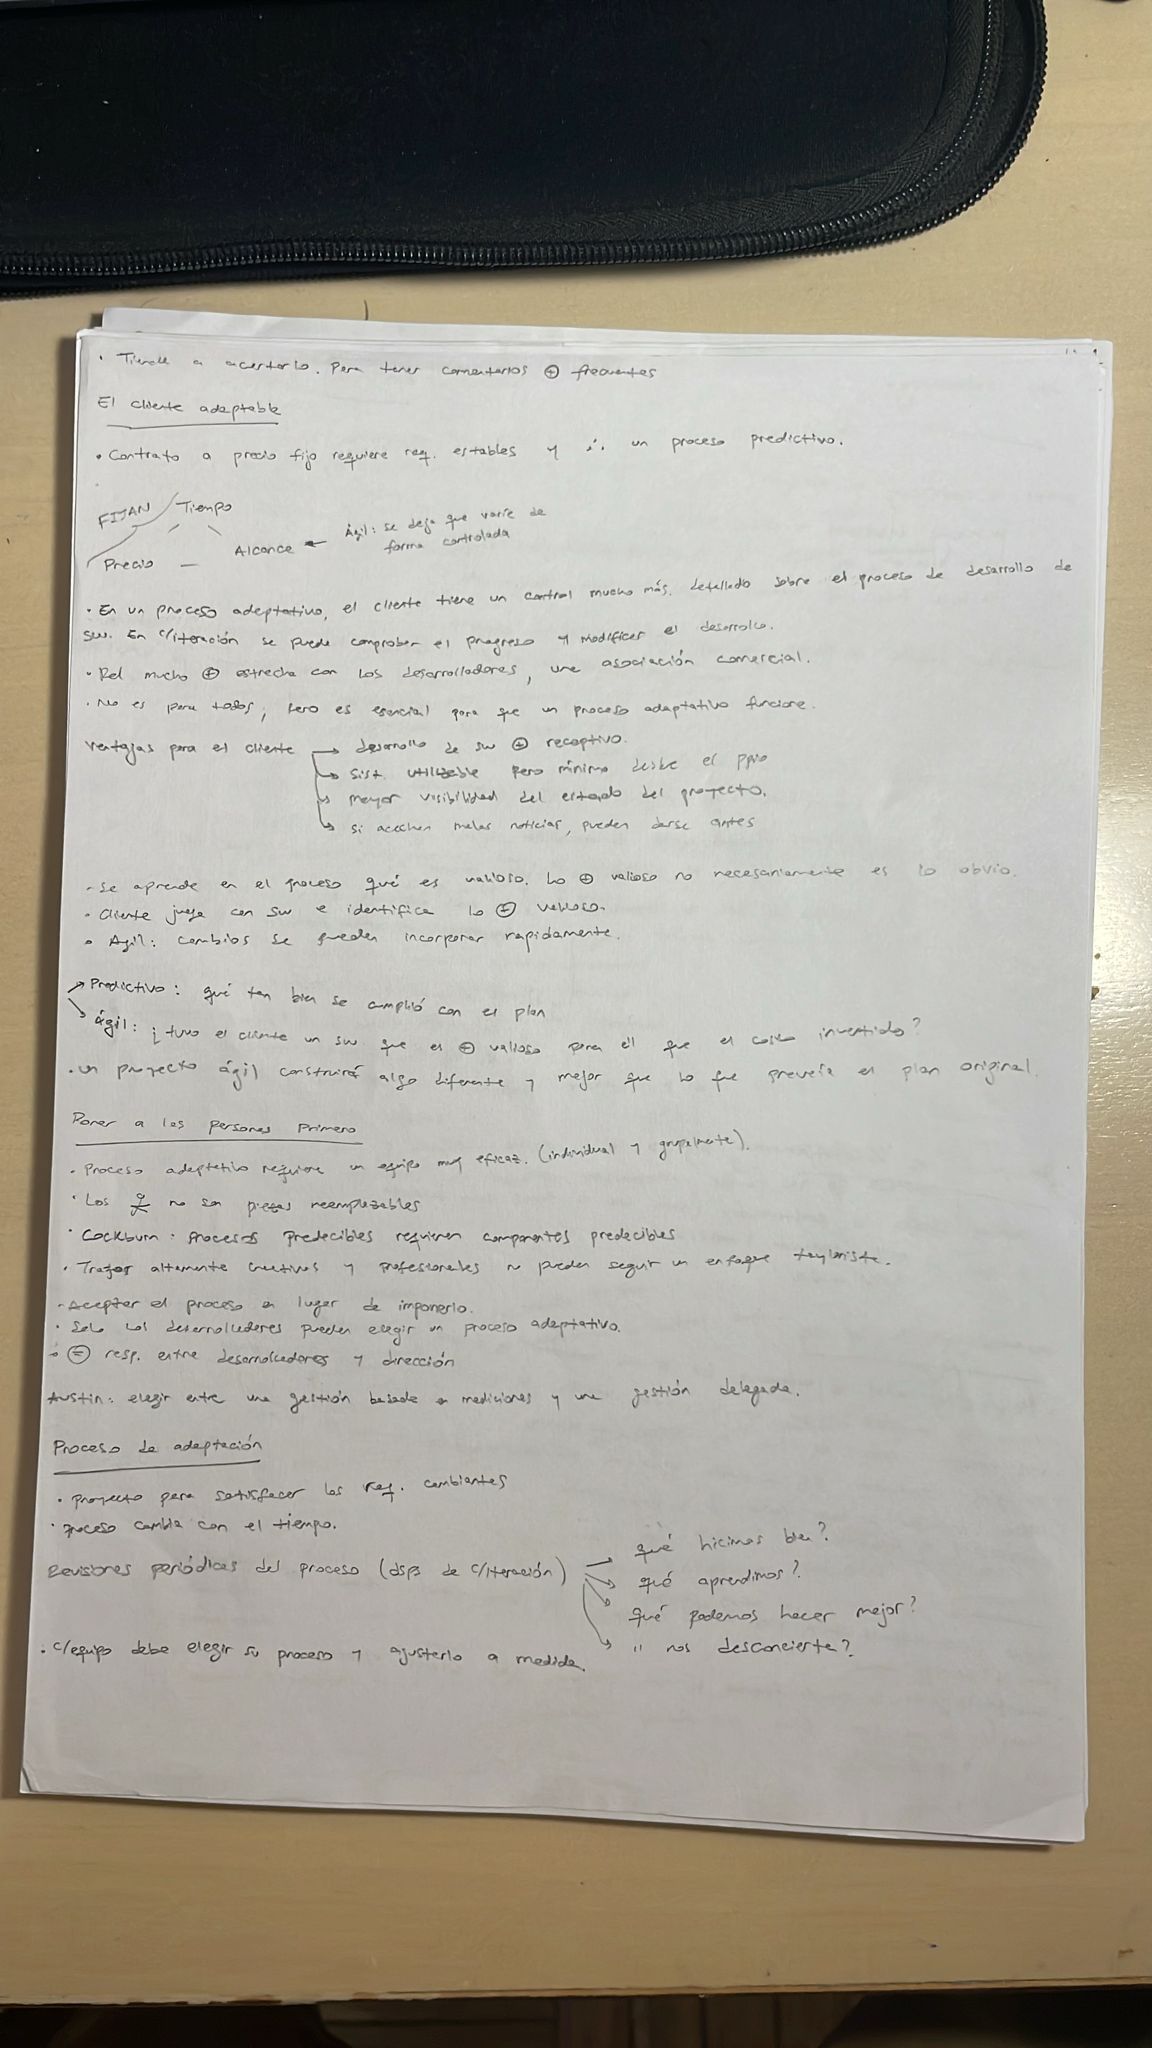 · Tiende a acortarlo. Para tener comentarios ⊕ frecuentes
El cliente adaptable
· Contrato a precio fijo requiere req. estables y ∴ un proceso predictivo.
FIJAN Tiempo
Precio — Alcance ← Ágil: se deja que varíe de
forma controlada
· En un proceso adaptativo, el cliente tiene un control mucho más detallado sobre el proceso de desarrollo de
sw. En c/iteración se puede comprobar el progreso y modificar el desarrollo.
· Rel mucho ⊕ estrecha con los desarrolladores, una asociación comercial.
· No es para todos, pero es esencial para que un proceso adaptativo funcione.
Ventajas para el cliente → desarrollo de sw ⊕ receptivo.
→ Sist. utilizable pero mínimo desde el ppio
→ mayor visibilidad del estado del proyecto.
→ si acechan malas noticias, pueden darse antes
· Se aprende en el proceso qué es valioso. Lo ⊕ valioso no necesariamente es lo obvio.
· Cliente juega con sw e identifica lo ⊕ valioso.
· Agil: cambios se pueden incorporar rapidamente.
→ Predictivo: qué tan bien se cumplió con el plan
→ ágil: ¿tuvo el cliente un sw que es ⊕ valioso para él que el costo invertido?
· Un proyecto ágil construirá algo diferente y mejor que lo que preveía el plan original.
Poner a las personas primero
· Proceso adaptativo requiere un equipo muy eficaz. (individual y grupalmente).
· Los 웃 no son piezas reemplazables
· Cockburn: Procesos predecibles requieren componentes predecibles
· Trajos altamente creativos y profesionales no pueden seguir un enfoque taylorista.
· Aceptar el proceso en lugar de imponerlo.
· Solo los desarrolladores pueden elegir un proceso adaptativo.
· ⊜ resp. entre desarrolladores y dirección
Austin: elegir entre una gestión basada en mediciones y una gestión delegada.
Proceso de adaptación
· proyecto para satisfacer los req. cambiantes
· Proceso cambia con el tiempo.
Revisiones periódicas del proceso (dsps de c/iteración) → qué hicimos bien?
→ qué aprendimos?
→ qué podemos hacer mejor?
→ " nos desconcierta?
· c/equipo debe elegir su proceso y ajustarlo a medida.